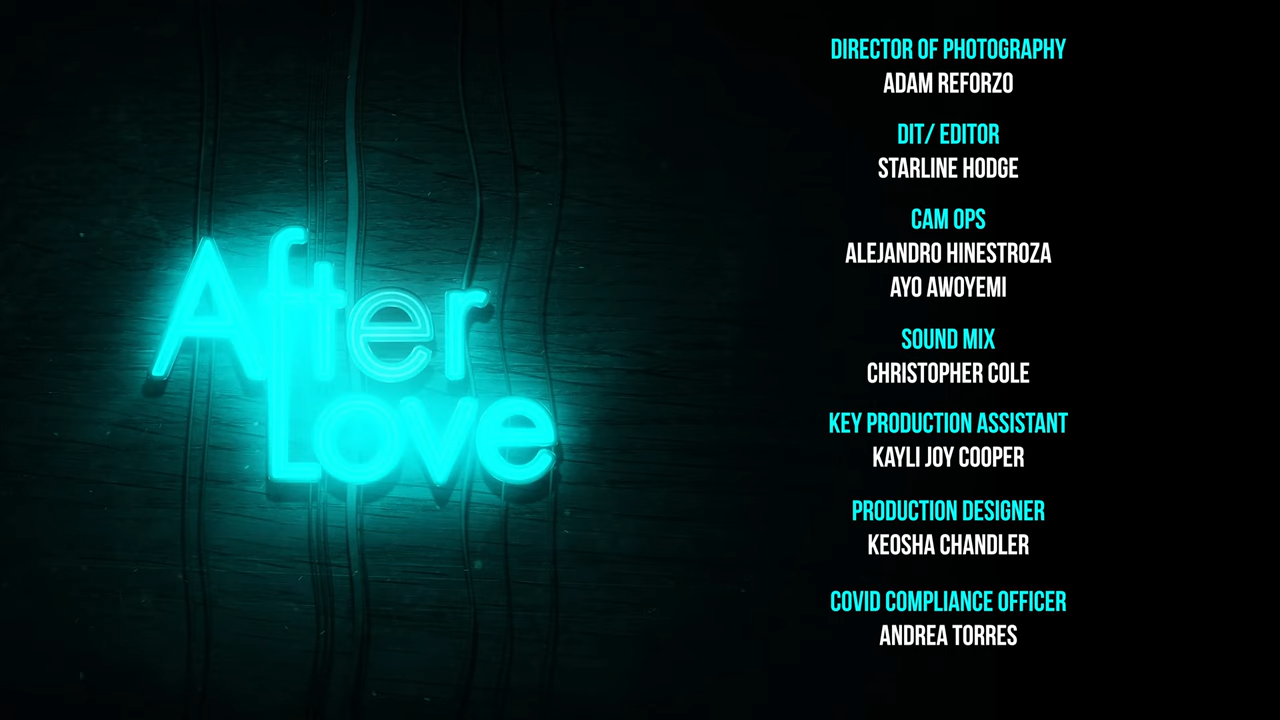 After
Love
DIRECTOR OF PHOTOGRAPHY
ADAM REFORZO
DIT/ EDITOR
STARLINE HODGE
CAM OPS
ALEJANDRO HINESTROZA
AYO AWOYEMI
SOUND MIX
CHRISTOPHER COLE
KEY PRODUCTION ASSISTANT
KAYLI JOY COOPER
PRODUCTION DESIGNER
KEOSHA CHANDLER
COVID COMPLIANCE OFFICER
ANDREA TORRES